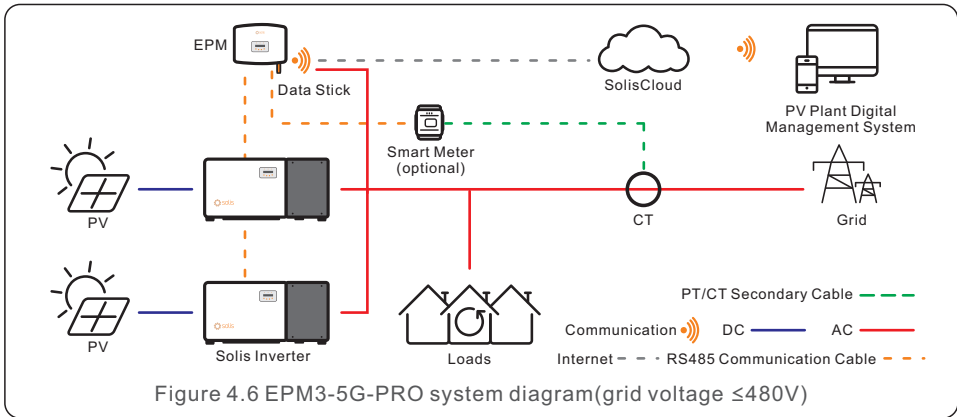 EPM
Data Stick
SolisCloud
PV Plant Digital
Management System
Smart Meter
(optional)
PV
solis
CT
Grid
PV
solis
Solis Inverter
Loads
PT/CT Secondary Cable
Communication
DC
AC
Internet
RS485 Communication Cable
Figure 4.6 EPM3-5G-PRO system diagram(grid voltage ≤480V)